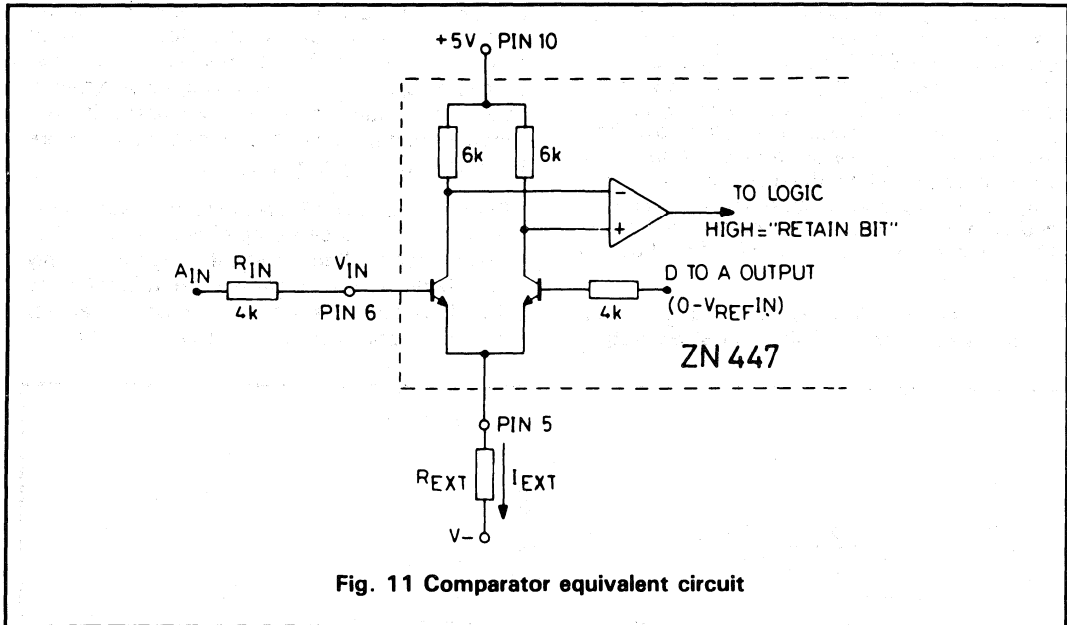 +5V PIN 10
6k 6k
-
+
TO LOGIC
HIGH="RETAIN BIT"
AIN RIN VIN
4k
PIN 6
D TO A OUTPUT
4k
(0-VREFIN)
ZN 447
PIN 5
REXT IEXT
V-
Fig. 11 Comparator equivalent circuit